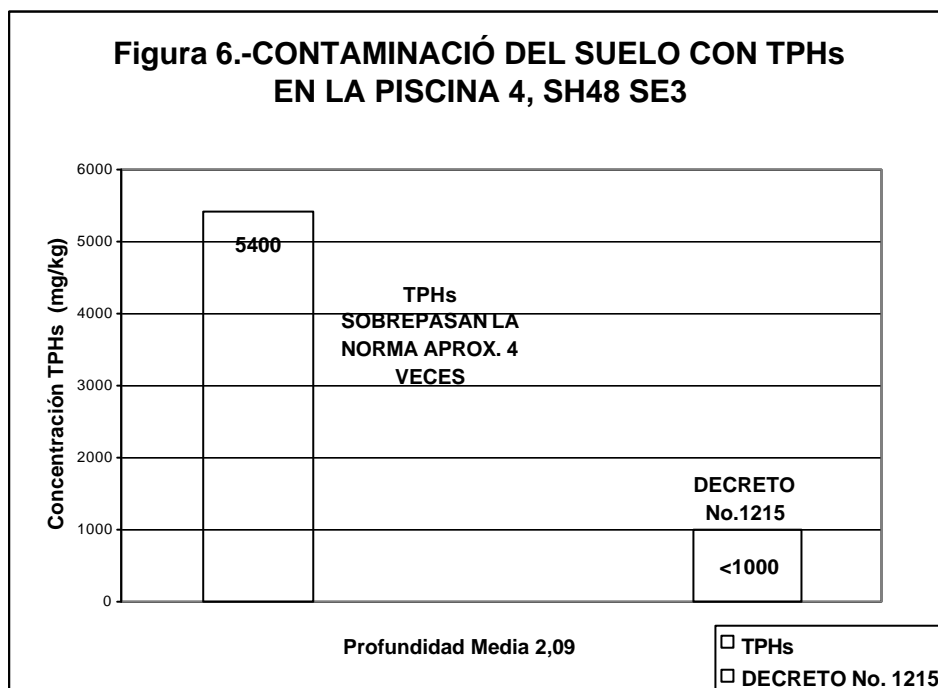 Figura 6.-CONTAMINACIÓ DEL SUELO CON TPHs
EN LA PISCINA 4, SH48 SE3
Concentración TPHs (mg/kg)
6000
5000
4000
3000
2000
1000
0
5400
TPHs
SOBREPASAN LA
NORMA APROX. 4
VECES
DECRETO
No.1215
<1000
Profundidad Media 2,09
TPHs
DECRETO No. 1215